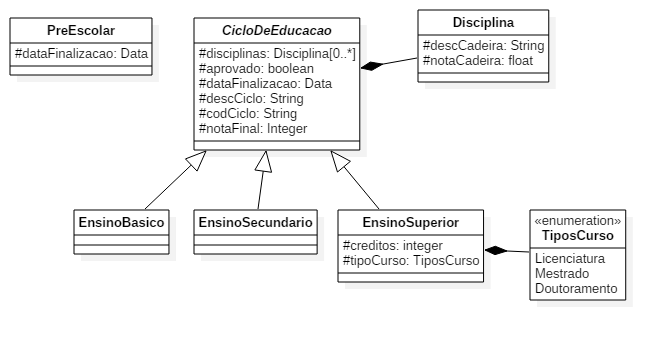 PreEscolar
#dataFinalizacao: Data
CicloDeEducacao
#disciplinas: Disciplina[0..*]
#aprovado: boolean
#dataFinalizacao: Data
#descCiclo: String
#codCiclo: String
#notaFinal: Integer
Disciplina
#descCadeira: String
#notaCadeira: float
EnsinoBasico
EnsinoSecundario
EnsinoSuperior
#creditos: integer
#tipoCurso: TiposCurso
«enumeration»
TiposCurso
Licenciatura
Mestrado
Doutoramento